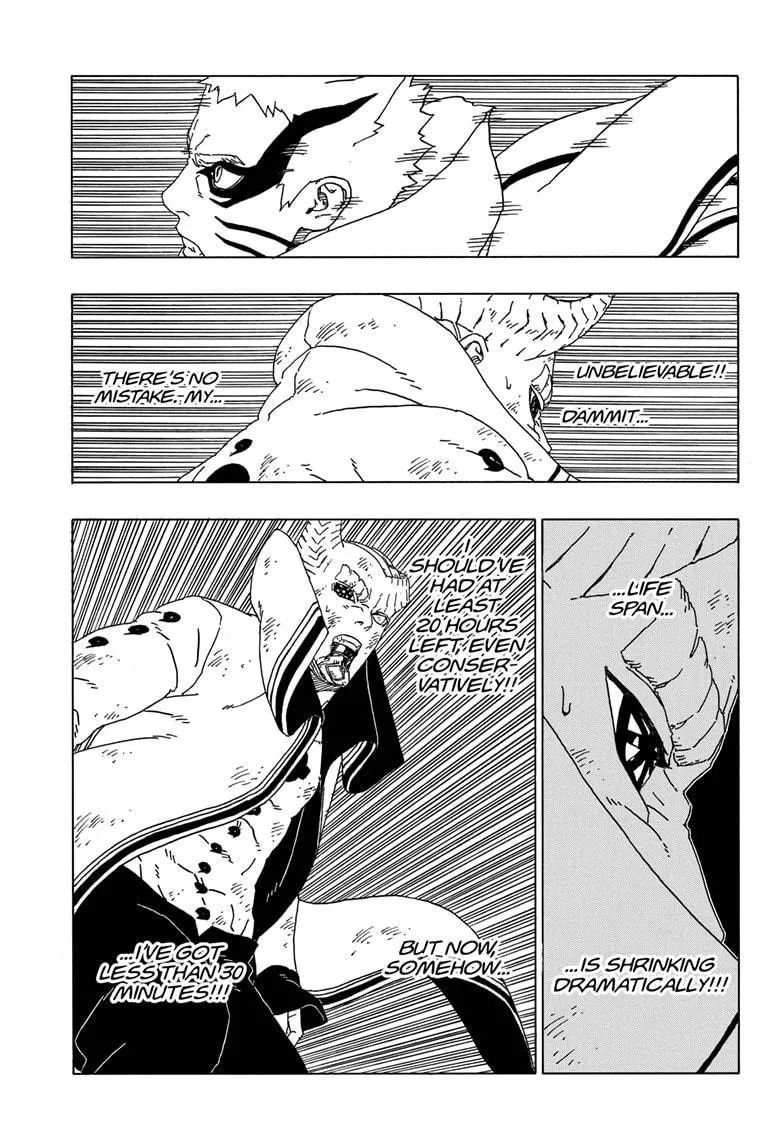 UNBELIEVABLE!!
DAMMIT...
THERE'S NO
MISTAKE. MY...
...LIFE
SPAN...
...IS SHRINKING
DRAMATICALLY!!!
I
SHOULD'VE
HAD AT
LEAST
20 HOURS
LEFT, EVEN
CONSER-
VATIVELY!!
BUT NOW,
SOMEHOW...
...I'VE GOT
LESS THAN 30
MINUTES!!!